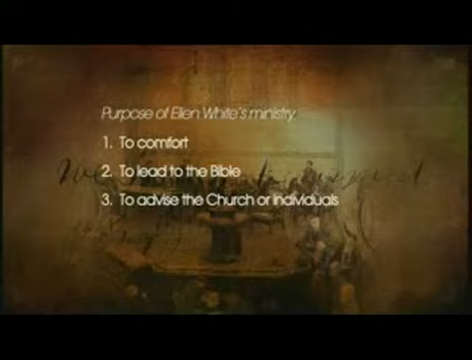 Purpose of Ellen White's ministry
1. To comfort
2. To lead to the Bible
3. To advise the Church or individuals